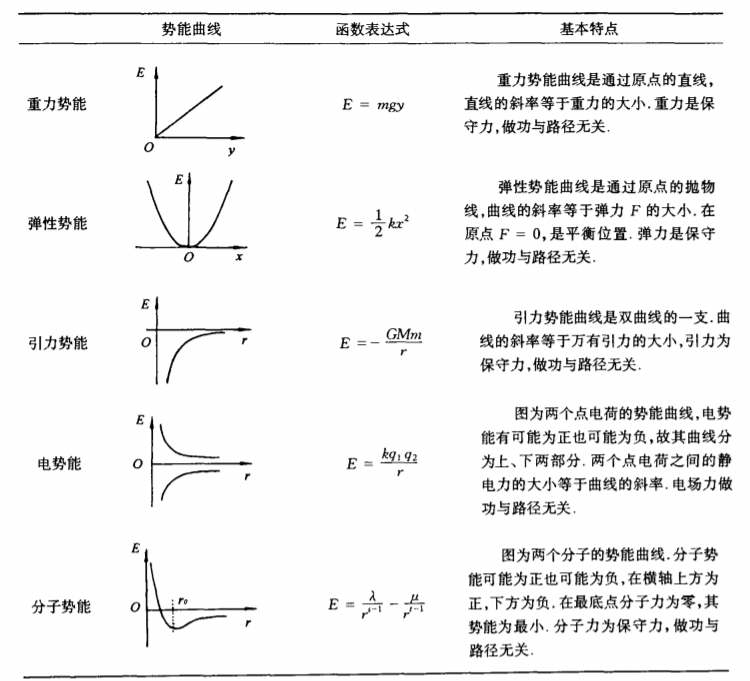 势能曲线 函数表达式 基本特点
重力势能
E
O
y
E = mgy
重力势能曲线是通过原点的直线,
直线的斜率等于重力的大小.重力是保
守力,做功与路径无关.
弹性势能
E
O
x
E = \frac{1}{2} kx^2
弹性势能曲线是通过原点的抛物
线,曲线的斜率等于弹力 F 的大小.在
原点 F = 0,是平衡位置.弹力是保守
力,做功与路径无关.
引力势能
E
O
r
E = - \frac{GMm}{r}
引力势能曲线是双曲线的一支.曲
线的斜率等于万有引力的大小,引力为
保守力,做功与路径无关.
电势能
E
O
r
E = \frac{kq_1 q_2}{r}
图为两个点电荷的势能曲线,电势
能有可能为正也可能为负,故其曲线分
为上、下两部分.两个点电荷之间的静
电力的大小等于曲线的斜率.电场力做
功与路径无关.
分子势能
E
O
r_0
r
E = \frac{λ}{r^{t-1}} - \frac{μ}{r^{t-1}}
图为两个分子的势能曲线.分子势
能可能为正也可能为负,在横轴上方为
正,下方为负.在最底点分子力为零,其
势能为最小.分子力为保守力,做功与
路径无关.